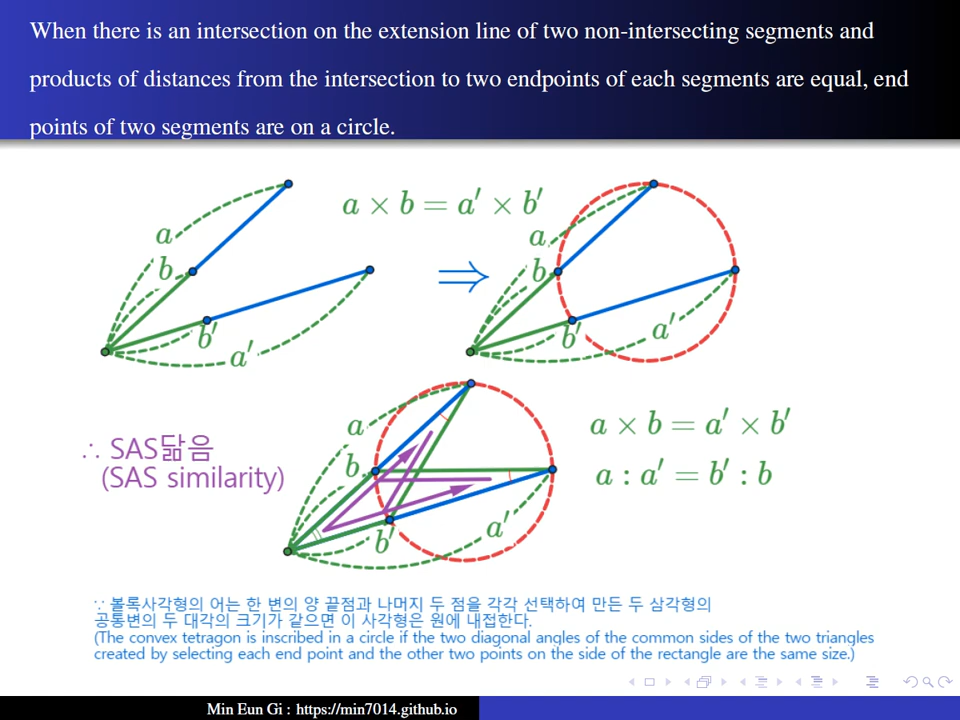 When there is an intersection on the extension line of two non-intersecting segments and
products of distances from the intersection to two endpoints of each segments are equal, end
points of two segments are on a circle.
a × b = a′ × b′
a
b
b′
a′
⇒
a
b
b′
a′
a × b = a′ × b′
a : a′ = b′ : b
∴ SAS닮음
(SAS similarity)
a
b
b′
a′
∵ 볼록사각형의 어는 한 변의 양 끝점과 나머지 두 점을 각각 선택하여 만든 두 삼각형의
공통변의 두 대각의 크기가 같으면 이 사각형은 원에 내접한다.
(The convex tetragon is inscribed in a circle if the two diagonal angles of the common sides of the two triangles
created by selecting each end point and the other two points on the side of the rectangle are the same size.)
Min Eun Gi : https://min7014.github.io